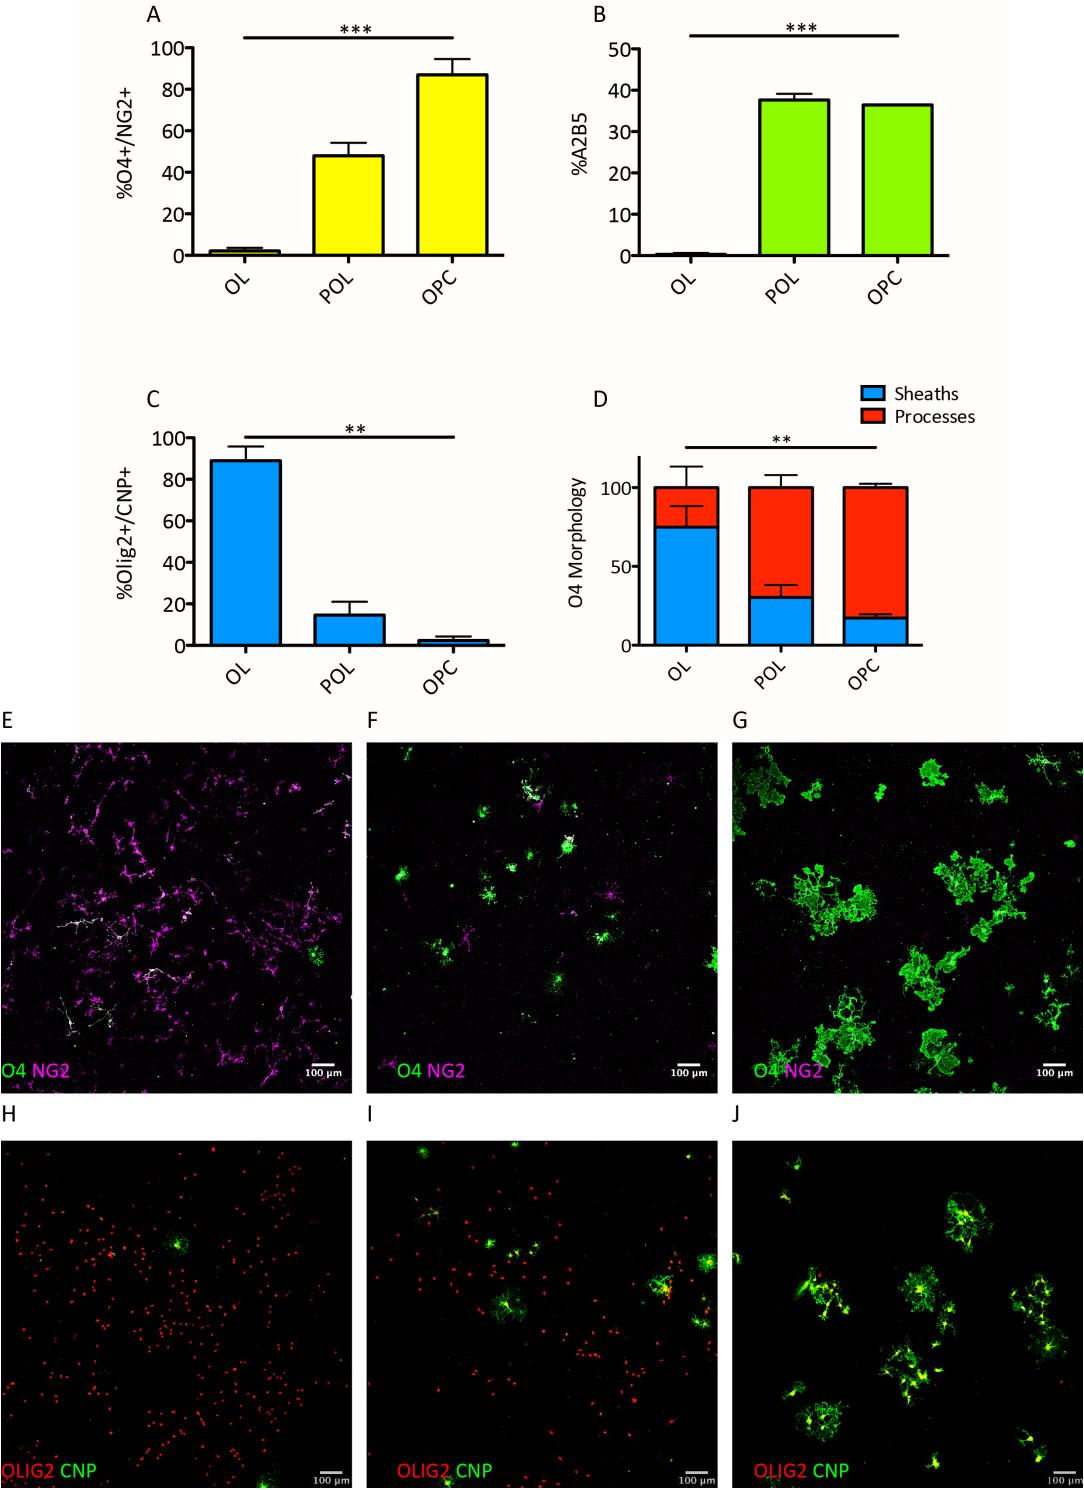 A
***
%O4+/NG2+
100
80
60
40
20
0
OL
POL
OPC
B
***
%A2B5
50
40
30
20
10
0
OL
POL
OPC
C
**
%Olig2+/CNP+
100
80
60
40
20
0
OL
POL
OPC
D
Sheaths
Processes
**
O4 Morphology
100
50
0
OL
POL
OPC
E
F
G
O4 NG2
100 µm
O4 NG2
100 µm
O4 NG2
100 µm
H
I
J
OLIG2 CNP
100 µm
OLIG2 CNP
100 µm
OLIG2 CNP
100 µm